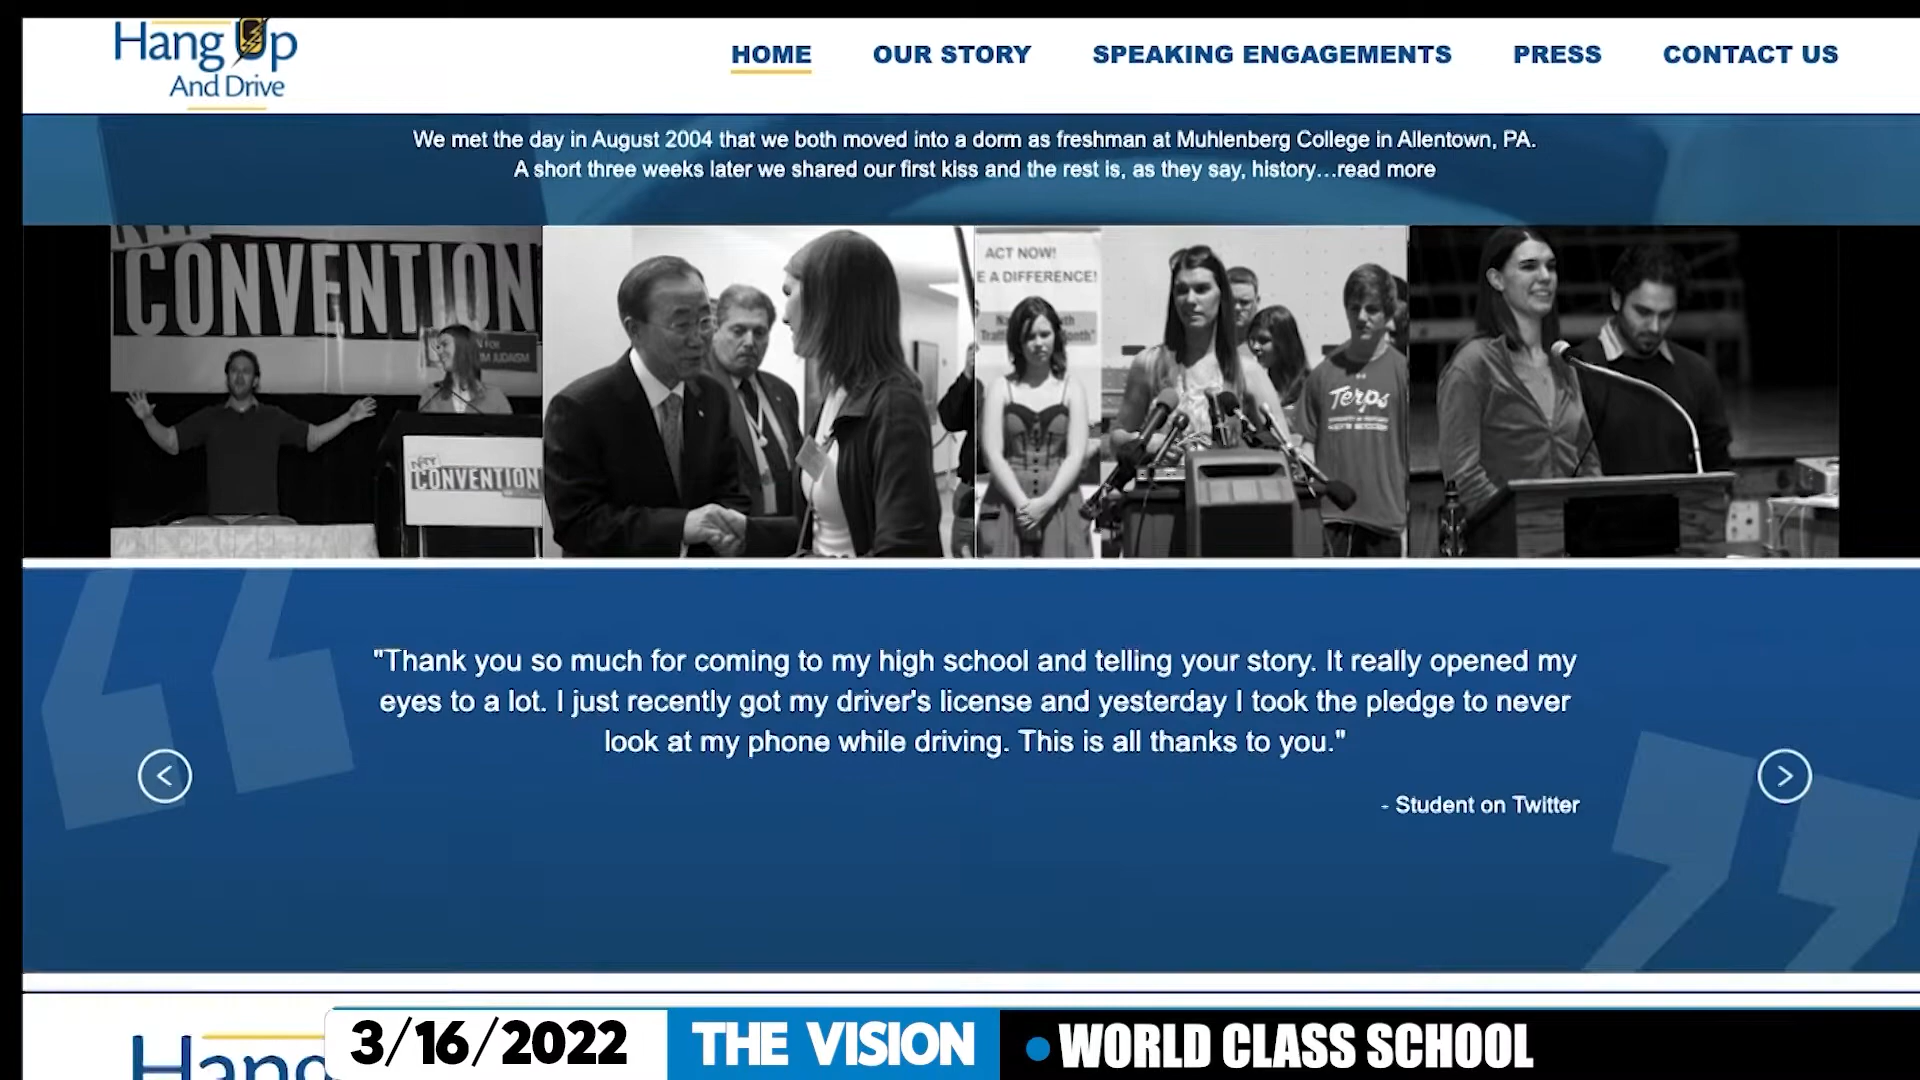 Hang Up
And Drive
HOME
OUR STORY
SPEAKING ENGAGEMENTS
PRESS
CONTACT US
We met the day in August 2004 that we both moved into a dorm as freshman at Muhlenberg College in Allentown, PA.
A short three weeks later we shared our first kiss and the rest is, as they say, history...read more
CONVENTION
CONVENTION
ACT NOW!
E A DIFFERENCE!
Terps
"Thank you so much for coming to my high school and telling your story. It really opened my
eyes to a lot. I just recently got my driver's license and yesterday I took the pledge to never
look at my phone while driving. This is all thanks to you."
- Student on Twitter
<
>
Hang
3/16/2022
THE VISION
WORLD CLASS SCHOOL